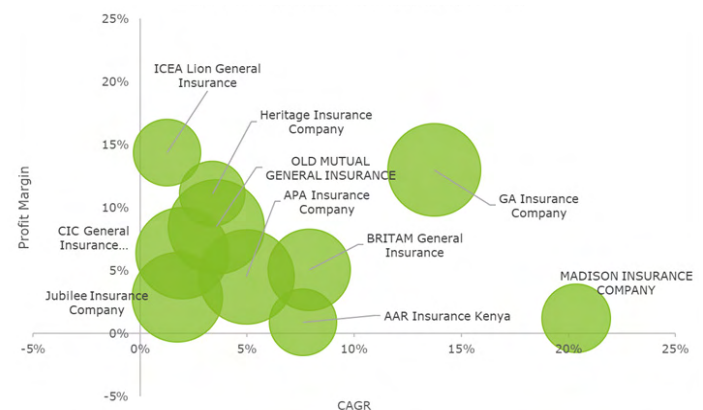 25%
20%
15%
10%
5%
0%
-5%
Profit Margin
ICEA Lion General
Insurance
Heritage Insurance
Company
OLD MUTUAL
GENERAL INSURANCE
APA Insurance
Company
GA Insurance
Company
CIC General
Insurance...
BRITAM General
Insurance
MADISON INSURANCE
COMPANY
Jubilee Insurance
Company
AAR Insurance Kenya
-5%
0%
5%
10%
15%
20%
25%
CAGR